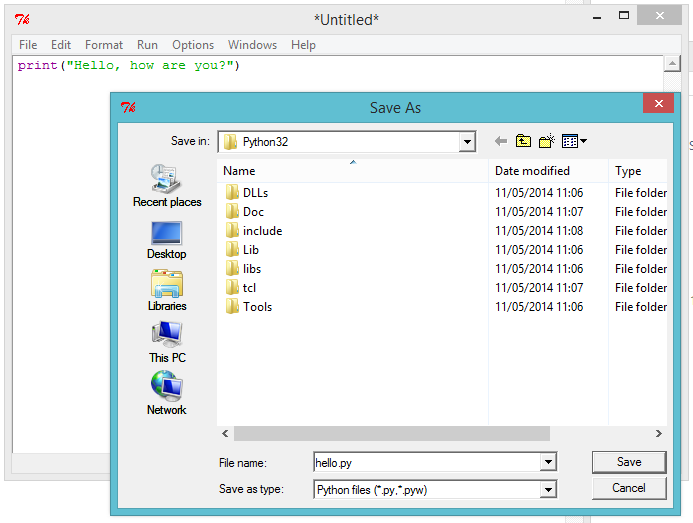 *Untitled*
File Edit Format Run Options Windows Help
print("Hello, how are you?")
Save As
Save in: Python32
Name Date modified Type
Recent places
Desktop
Libraries
This PC
Network
DLLs 11/05/2014 11:06 File folder
Doc 11/05/2014 11:07 File folder
include 11/05/2014 11:08 File folder
Lib 11/05/2014 11:06 File folder
libs 11/05/2014 11:06 File folder
tcl 11/05/2014 11:07 File folder
Tools 11/05/2014 11:06 File folder
File name: hello.py Save
Save as type: Python files (*.py,*.pyw) Cancel